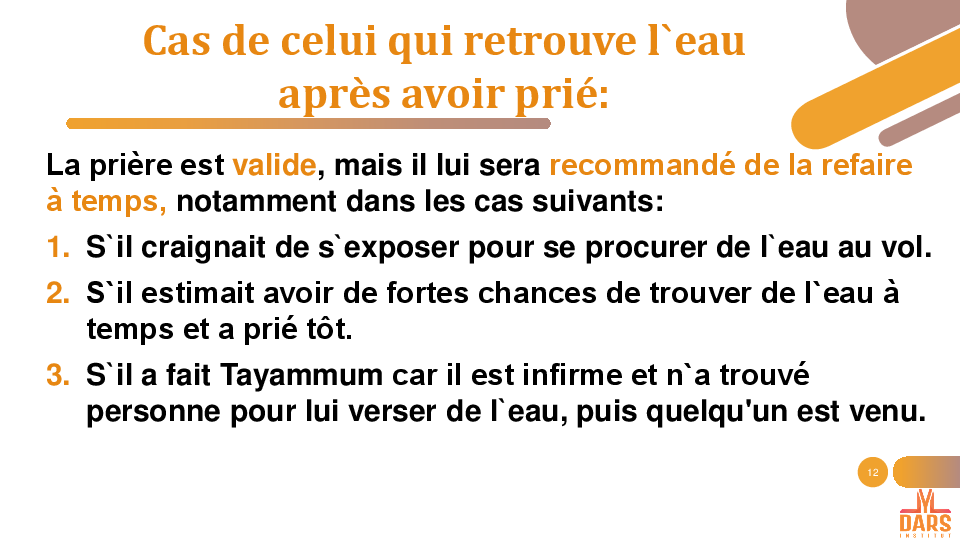 Cas de celui qui retrouve l`eau
après avoir prié:
La prière est valide, mais il lui sera recommandé de la refaire
à temps, notamment dans les cas suivants:
1. S`il craignait de s`exposer pour se procurer de l`eau au vol.
2. S`il estimait avoir de fortes chances de trouver de l`eau à
temps et a prié tôt.
3. S`il a fait Tayammum car il est infirme et n`a trouvé
personne pour lui verser de l`eau, puis quelqu'un est venu.
12
DARS
INSTITUT